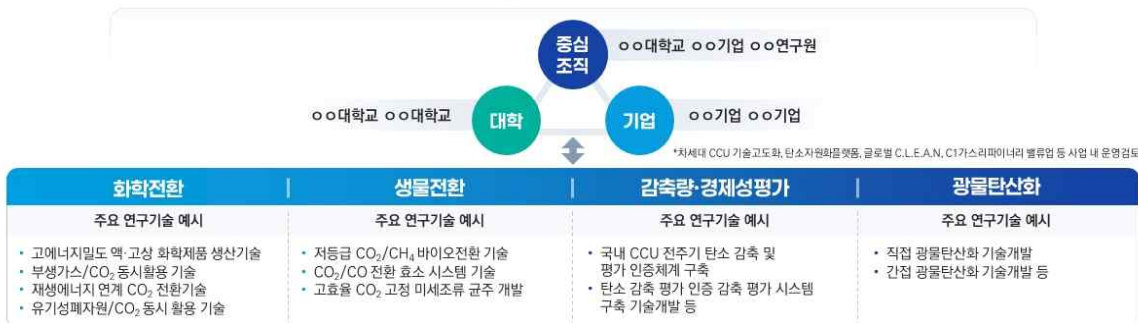 중심
조직
ㅇㅇ대학교 ㅇㅇ기업 ㅇㅇ연구원
ㅇㅇ대학교 ㅇㅇ대학교
대학
기업
ㅇㅇ기업 ㅇㅇ기업
*차세대 CCU 기술고도화, 탄소자원화플랫폼, 글로벌 C.L.E.A.N, C1가스리파이너리 밸류업 등 사업 내 운영검토
화학전환 | 생물전환 | 감축량·경제성평가 | 광물탄산화
주요 연구기술 예시
• 고에너지밀도 액·고상 화학제품 생산기술
• 부생가스/CO₂ 동시활용 기술
• 재생에너지 연계 CO₂ 전환기술
• 유기성폐자원/CO₂ 동시 활용 기술
주요 연구기술 예시
• 저등급 CO₂/CH₄ 바이오전환 기술
• CO₂/CO 전환 효소 시스템 기술
• 고효율 CO₂ 고정 미세조류 균주 개발
주요 연구기술 예시
• 국내 CCU 전주기 탄소 감축 및
평가 인증체계 구축
• 탄소 감축 평가 인증 감축 평가 시스템
구축 기술개발 등
주요 연구기술 예시
• 직접 광물탄산화 기술개발
• 간접 광물탄산화 기술개발 등